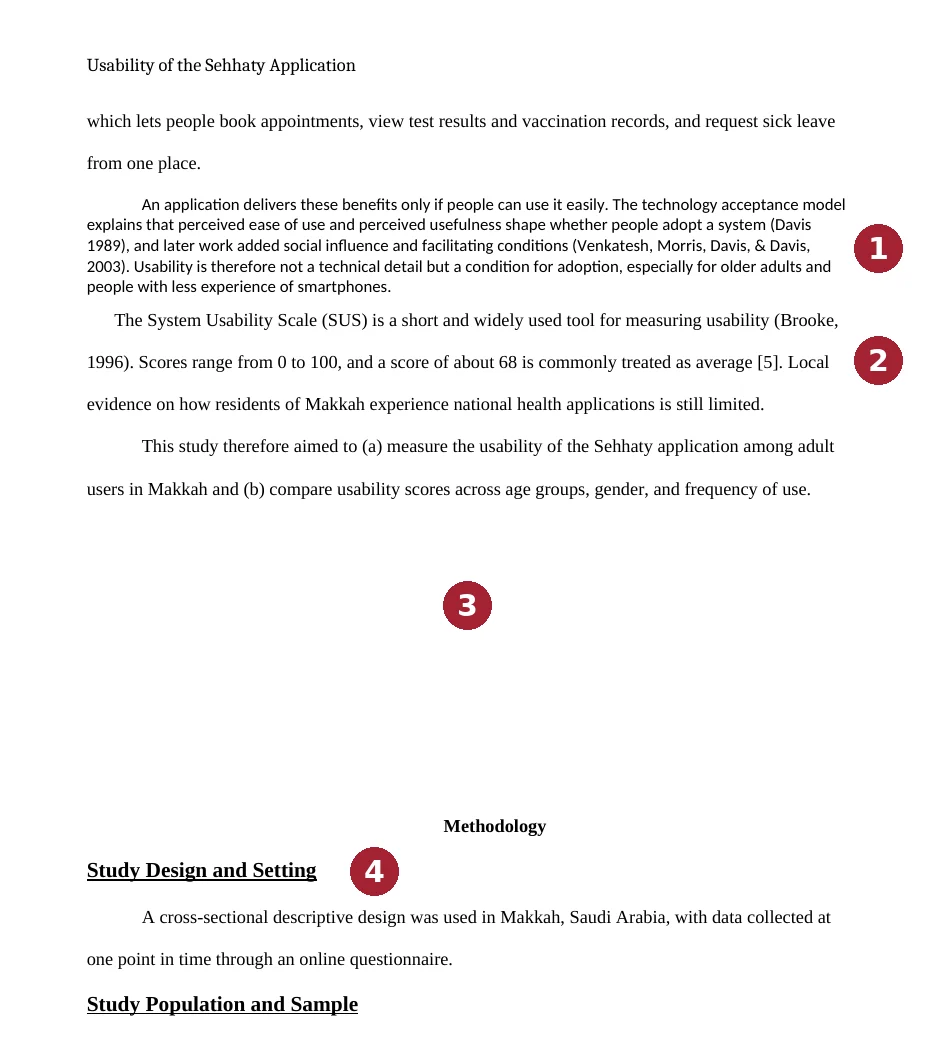 Usability of the Sehhaty Application
which lets people book appointments, view test results and vaccination records, and request sick leave
from one place.
An application delivers these benefits only if people can use it easily. The technology acceptance model
explains that perceived ease of use and perceived usefulness shape whether people adopt a system (Davis
1989), and later work added social influence and facilitating conditions (Venkatesh, Morris, Davis, & Davis,
1
2003). Usability is therefore not a technical detail but a condition for adoption, especially for older adults and
people with less experience of smartphones.
The System Usability Scale (SUS) is a short and widely used tool for measuring usability (Brooke,
1996). Scores range from 0 to 100, and a score of about 68 is commonly treated as average [5]. Local
2
evidence on how residents of Makkah experience national health applications is still limited.
This study therefore aimed to (a) measure the usability of the Sehhaty application among adult
users in Makkah and (b) compare usability scores across age groups, gender, and frequency of use.
3
Methodology
Study Design and Setting
4
A cross-sectional descriptive design was used in Makkah, Saudi Arabia, with data collected at
one point in time through an online questionnaire.
Study Population and Sample